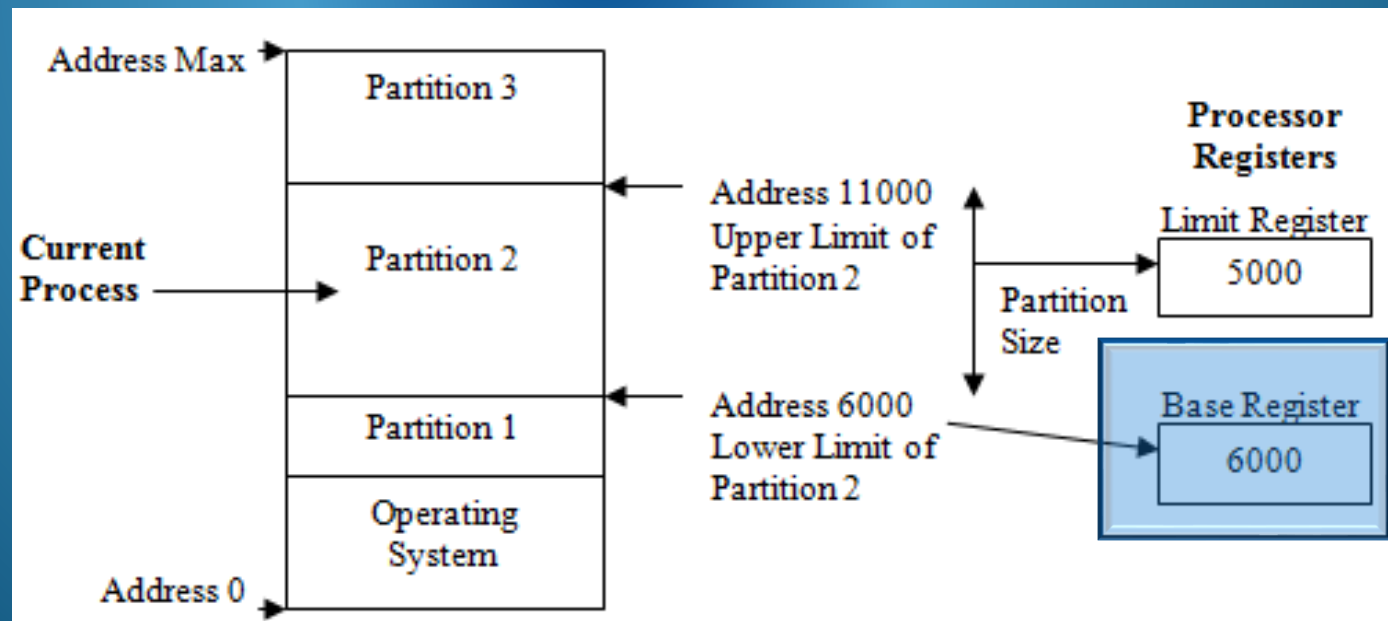 Address Max
Partition 3
Processor
Registers
Address 11000
Upper Limit of
Partition 2
Limit Register
5000
Current
Process
Partition 2
Partition
Size
Address 6000
Lower Limit of
Partition 2
Base Register
6000
Partition 1
Operating
System
Address 0